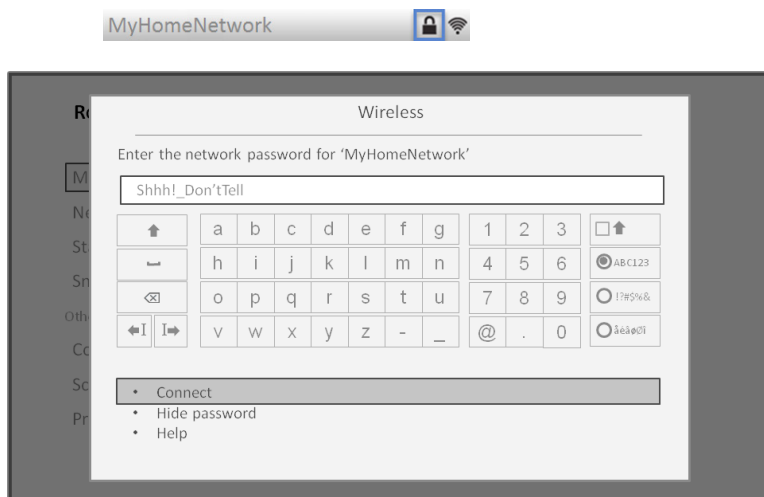 MyHomeNetwork
Wireless
Enter the network password for ‘MyHomeNetwork’
Shhh!_Don’tTell
a b c d e f g 1 2 3
h i j k l m n 4 5 6 ABC123
o p q r s t u 7 8 9 !?#$%&
v w x y z - _ @ . 0 åeâøØî
• Connect
• Hide password
• Help